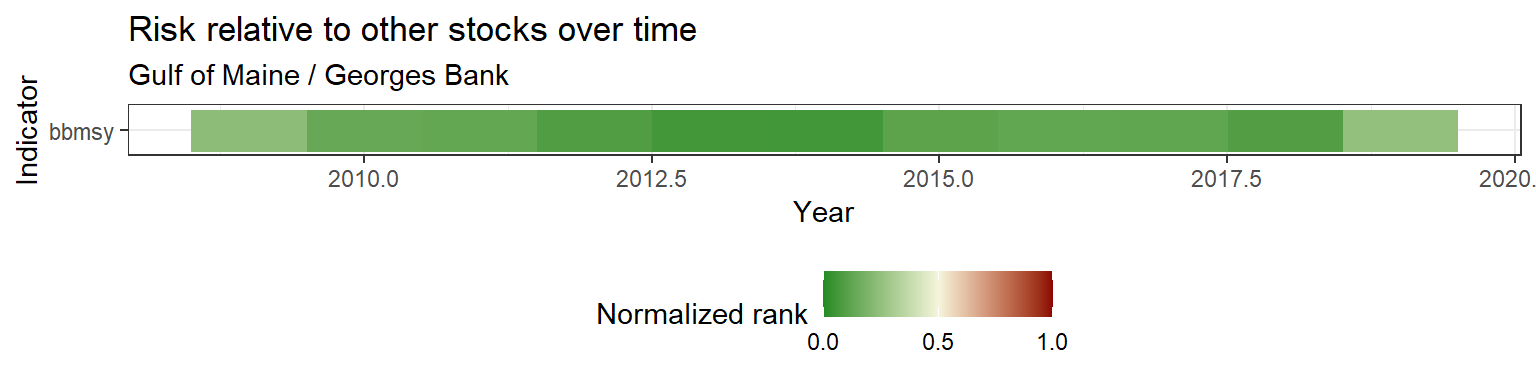 Risk relative to other stocks over time
Gulf of Maine / Georges Bank
Indicator
bbmsy
2010.0 2012.5 2015.0 2017.5 2020.
Year
Normalized rank
0.0 0.5 1.0